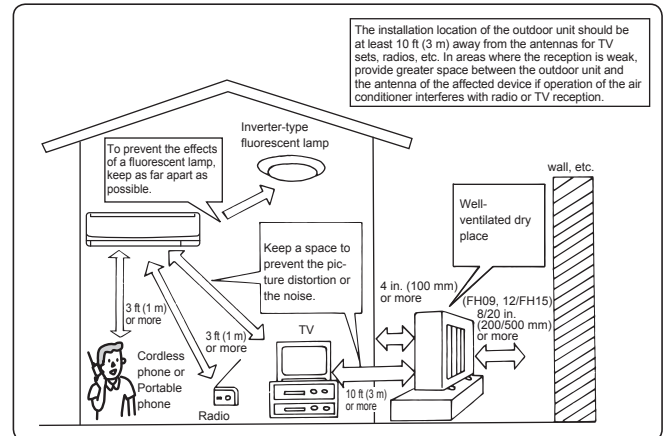 The installation location of the outdoor unit should be
at least 10 ft (3 m) away from the antennas for TV
sets, radios, etc. In areas where the reception is weak,
provide greater space between the outdoor unit and
the antenna of the affected device if operation of the air
conditioner interferes with radio or TV reception.
Inverter-type
fluorescent lamp
To prevent the effects
of a fluorescent lamp,
keep as far apart as
possible.
wall, etc.
Well-
ventilated dry
place
Keep a space to
prevent the pic-
ture distortion or
the noise.
4 in. (100 mm)
or more
(FH09, 12/FH15)
8/20 in.
(200/500 mm)
or more
3 ft (1 m)
or more
3 ft (1 m)
or more
TV
Cordless
phone or
Portable
phone
Radio
10 ft (3 m)
or more